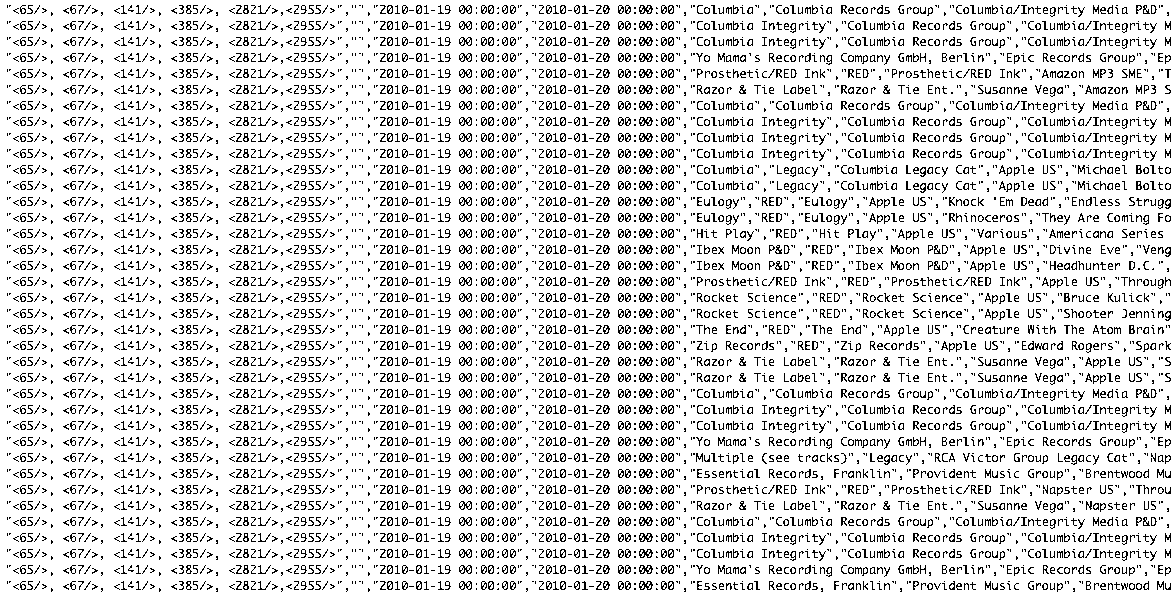 "<65/>, <67/>, <141/>, <385/>, <2821/>,<2955/>","","2010-01-19 00:00:00","2010-01-20 00:00:00","Columbia","Columbia Records Group","Columbia/Integrity Media P&D",
"<65/>, <67/>, <141/>, <385/>, <2821/>,<2955/>","","2010-01-19 00:00:00","2010-01-20 00:00:00","Columbia Integrity","Columbia Records Group","Columbia/Integrity M
"<65/>, <67/>, <141/>, <385/>, <2821/>,<2955/>","","2010-01-19 00:00:00","2010-01-20 00:00:00","Columbia Integrity","Columbia Records Group","Columbia/Integrity M
"<65/>, <67/>, <141/>, <385/>, <2821/>,<2955/>","","2010-01-19 00:00:00","2010-01-20 00:00:00","Yo Mama's Recording Company GmbH, Berlin","Epic Records Group","Ep
"<65/>, <67/>, <141/>, <385/>, <2821/>,<2955/>","","2010-01-19 00:00:00","2010-01-20 00:00:00","Prosthetic/RED Ink","RED","Prosthetic/RED Ink","Amazon MP3 SME","T
"<65/>, <67/>, <141/>, <385/>, <2821/>,<2955/>","","2010-01-19 00:00:00","2010-01-20 00:00:00","Razor & Tie Label","Razor & Tie Ent.","Susanne Vega","Amazon MP3 S
"<65/>, <67/>, <141/>, <385/>, <2821/>,<2955/>","","2010-01-19 00:00:00","2010-01-20 00:00:00","Columbia","Columbia Records Group","Columbia/Integrity Media P&D",
"<65/>, <67/>, <141/>, <385/>, <2821/>,<2955/>","","2010-01-19 00:00:00","2010-01-20 00:00:00","Columbia Integrity","Columbia Records Group","Columbia/Integrity M
"<65/>, <67/>, <141/>, <385/>, <2821/>,<2955/>","","2010-01-19 00:00:00","2010-01-20 00:00:00","Columbia Integrity","Columbia Records Group","Columbia/Integrity M
"<65/>, <67/>, <141/>, <385/>, <2821/>,<2955/>","","2010-01-19 00:00:00","2010-01-20 00:00:00","Columbia Integrity","Columbia Records Group","Columbia/Integrity M
"<65/>, <67/>, <141/>, <385/>, <2821/>,<2955/>","","2010-01-19 00:00:00","2010-01-20 00:00:00","Columbia","Legacy","Columbia Legacy Cat","Apple US","Michael Bolto
"<65/>, <67/>, <141/>, <385/>, <2821/>,<2955/>","","2010-01-19 00:00:00","2010-01-20 00:00:00","Columbia","Legacy","Columbia Legacy Cat","Apple US","Michael Bolto
"<65/>, <67/>, <141/>, <385/>, <2821/>,<2955/>","","2010-01-19 00:00:00","2010-01-20 00:00:00","Eulogy","RED","Eulogy","Apple US","Knock 'Em Dead","Endless Strugg
"<65/>, <67/>, <141/>, <385/>, <2821/>,<2955/>","","2010-01-19 00:00:00","2010-01-20 00:00:00","Eulogy","RED","Eulogy","Apple US","Rhinoceros","They Are Coming Fo
"<65/>, <67/>, <141/>, <385/>, <2821/>,<2955/>","","2010-01-19 00:00:00","2010-01-20 00:00:00","Hit Play","RED","Hit Play","Apple US","Various","Americana Series
"<65/>, <67/>, <141/>, <385/>, <2821/>,<2955/>","","2010-01-19 00:00:00","2010-01-20 00:00:00","Ibex Moon P&D","RED","Ibex Moon P&D","Apple US","Divine Eve","Veng
"<65/>, <67/>, <141/>, <385/>, <2821/>,<2955/>","","2010-01-19 00:00:00","2010-01-20 00:00:00","Ibex Moon P&D","RED","Ibex Moon P&D","Apple US","Headhunter D.C.",
"<65/>, <67/>, <141/>, <385/>, <2821/>,<2955/>","","2010-01-19 00:00:00","2010-01-20 00:00:00","Prosthetic/RED Ink","RED","Prosthetic/RED Ink","Apple US","Through
"<65/>, <67/>, <141/>, <385/>, <2821/>,<2955/>","","2010-01-19 00:00:00","2010-01-20 00:00:00","Rocket Science","RED","Rocket Science","Apple US","Bruce Kulick","
"<65/>, <67/>, <141/>, <385/>, <2821/>,<2955/>","","2010-01-19 00:00:00","2010-01-20 00:00:00","Rocket Science","RED","Rocket Science","Apple US","Shooter Jenning
"<65/>, <67/>, <141/>, <385/>, <2821/>,<2955/>","","2010-01-19 00:00:00","2010-01-20 00:00:00","The End","RED","The End","Apple US","Creature With The Atom Brain"
"<65/>, <67/>, <141/>, <385/>, <2821/>,<2955/>","","2010-01-19 00:00:00","2010-01-20 00:00:00","Zip Records","RED","Zip Records","Apple US","Edward Rogers","Spark
"<65/>, <67/>, <141/>, <385/>, <2821/>,<2955/>","","2010-01-19 00:00:00","2010-01-20 00:00:00","Razor & Tie Label","Razor & Tie Ent.","Susanne Vega","Apple US","S
"<65/>, <67/>, <141/>, <385/>, <2821/>,<2955/>","","2010-01-19 00:00:00","2010-01-20 00:00:00","Razor & Tie Label","Razor & Tie Ent.","Susanne Vega","Apple US","S
"<65/>, <67/>, <141/>, <385/>, <2821/>,<2955/>","","2010-01-19 00:00:00","2010-01-20 00:00:00","Columbia","Columbia Records Group","Columbia/Integrity Media P&D",
"<65/>, <67/>, <141/>, <385/>, <2821/>,<2955/>","","2010-01-19 00:00:00","2010-01-20 00:00:00","Columbia Integrity","Columbia Records Group","Columbia/Integrity M
"<65/>, <67/>, <141/>, <385/>, <2821/>,<2955/>","","2010-01-19 00:00:00","2010-01-20 00:00:00","Columbia Integrity","Columbia Records Group","Columbia/Integrity M
"<65/>, <67/>, <141/>, <385/>, <2821/>,<2955/>","","2010-01-19 00:00:00","2010-01-20 00:00:00","Yo Mama's Recording Company GmbH, Berlin","Epic Records Group","Ep
"<65/>, <67/>, <141/>, <385/>, <2821/>,<2955/>","","2010-01-19 00:00:00","2010-01-20 00:00:00","Multiple (see tracks)","Legacy","RCA Victor Group Legacy Cat","Nap
"<65/>, <67/>, <141/>, <385/>, <2821/>,<2955/>","","2010-01-19 00:00:00","2010-01-20 00:00:00","Essential Records, Franklin","Provident Music Group","Brentwood Mu
"<65/>, <67/>, <141/>, <385/>, <2821/>,<2955/>","","2010-01-19 00:00:00","2010-01-20 00:00:00","Prosthetic/RED Ink","RED","Prosthetic/RED Ink","Napster US","Throu
"<65/>, <67/>, <141/>, <385/>, <2821/>,<2955/>","","2010-01-19 00:00:00","2010-01-20 00:00:00","Razor & Tie Label","Razor & Tie Ent.","Susanne Vega","Napster US",
"<65/>, <67/>, <141/>, <385/>, <2821/>,<2955/>","","2010-01-19 00:00:00","2010-01-20 00:00:00","Columbia","Columbia Records Group","Columbia/Integrity Media P&D",
"<65/>, <67/>, <141/>, <385/>, <2821/>,<2955/>","","2010-01-19 00:00:00","2010-01-20 00:00:00","Columbia Integrity","Columbia Records Group","Columbia/Integrity M
"<65/>, <67/>, <141/>, <385/>, <2821/>,<2955/>","","2010-01-19 00:00:00","2010-01-20 00:00:00","Columbia Integrity","Columbia Records Group","Columbia/Integrity M
"<65/>, <67/>, <141/>, <385/>, <2821/>,<2955/>","","2010-01-19 00:00:00","2010-01-20 00:00:00","Yo Mama's Recording Company GmbH, Berlin","Epic Records Group","Ep
"<65/>, <67/>, <141/>, <385/>, <2821/>,<2955/>","","2010-01-19 00:00:00","2010-01-20 00:00:00","Essential Records, Franklin","Provident Music Group","Brentwood Mu